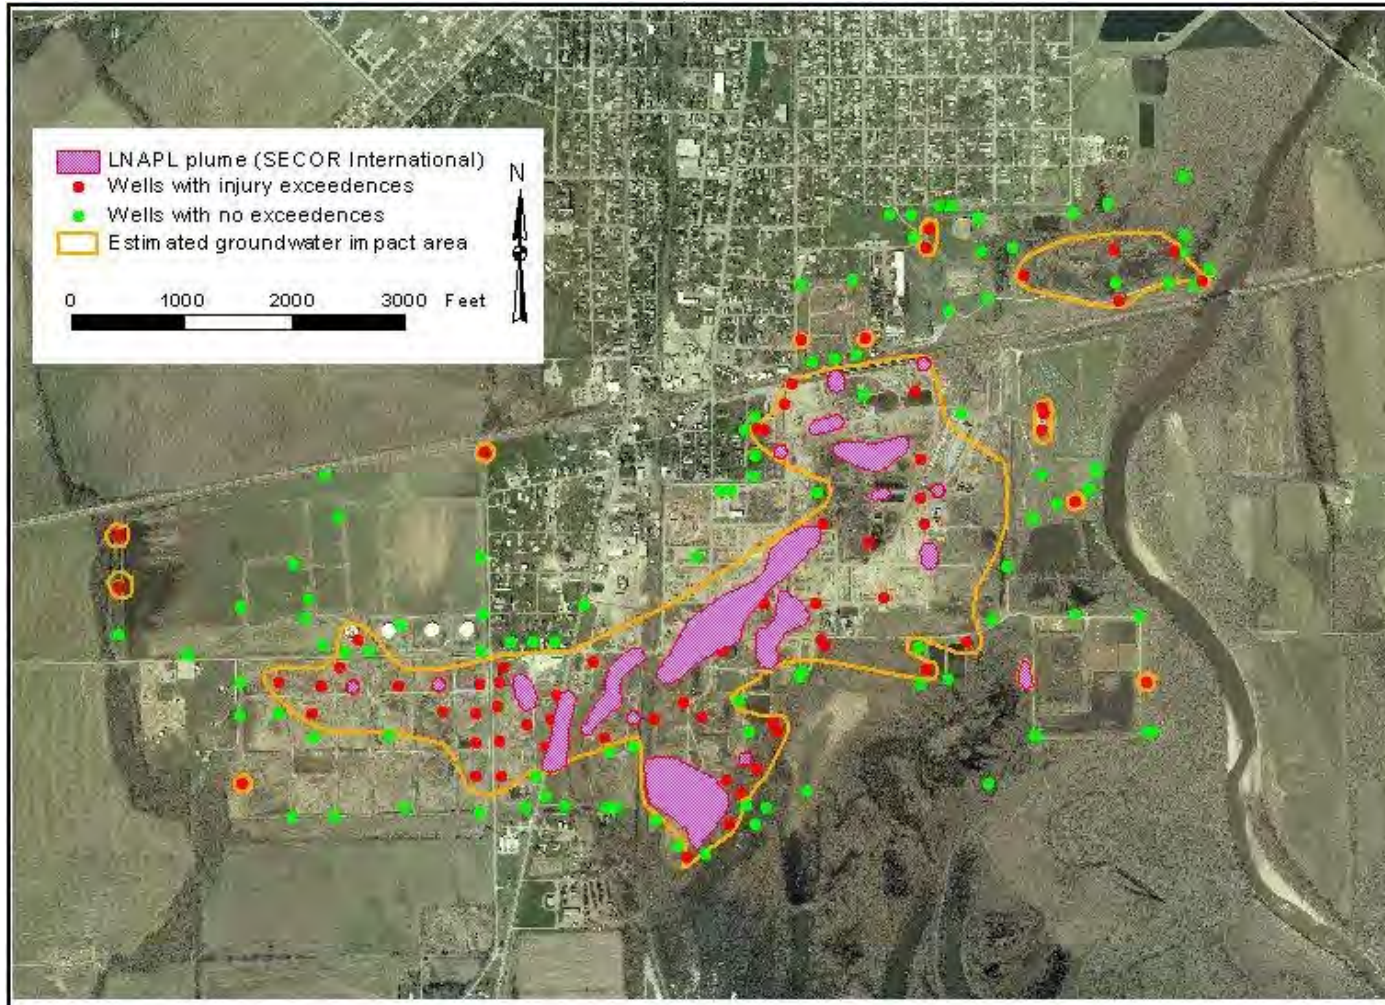 LNAPL plume (SECOR International)
Wells with injury exceedences
Wells with no exceedences
Estimated groundwater impact area
N
0 1000 2000 3000 Feet